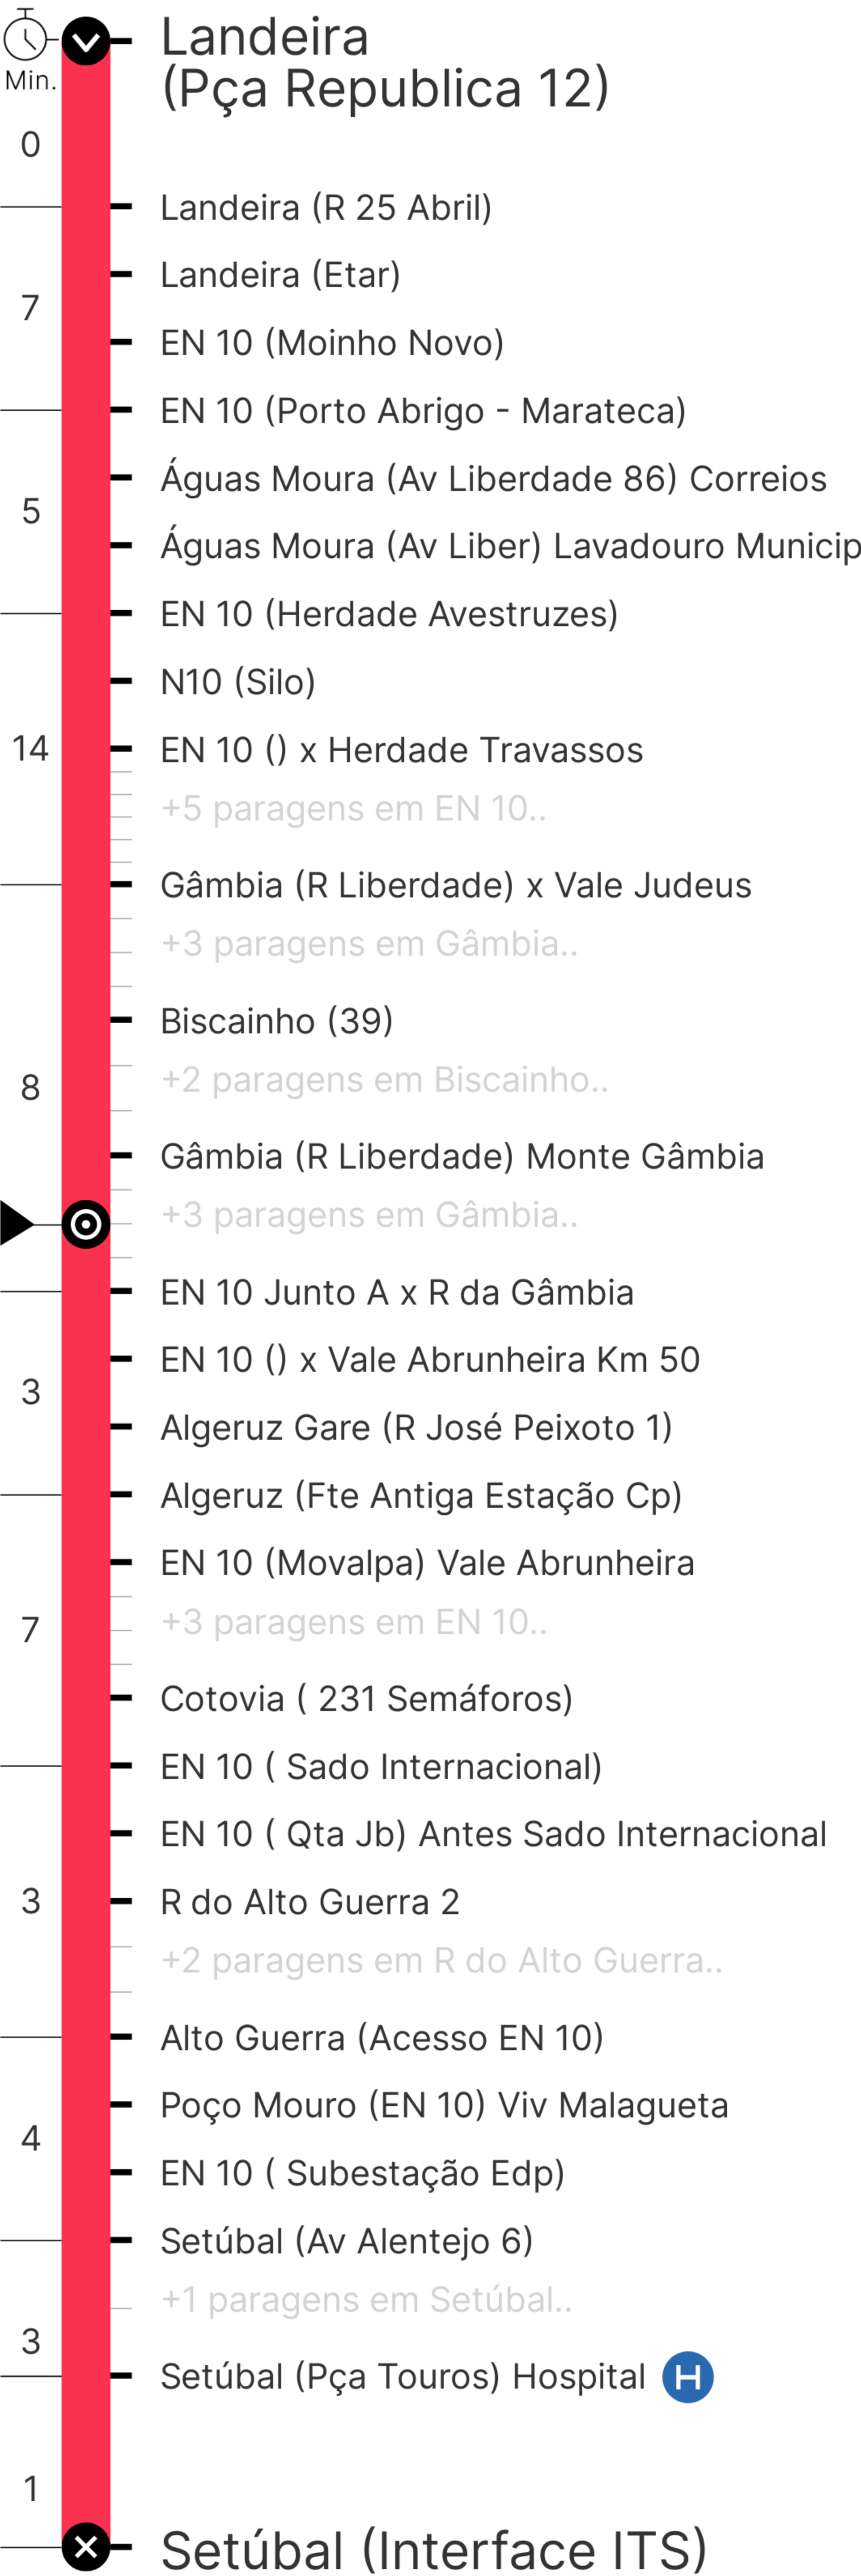 Landeira
(Pça Republica 12)
Min.
0
Landeira (R 25 Abril)
Landeira (Etar)
7
EN 10 (Moinho Novo)
EN 10 (Porto Abrigo - Marateca)
Águas Moura (Av Liberdade 86) Correios
5
Águas Moura (Av Liber) Lavadouro Municip
EN 10 (Herdade Avestruzes)
N10 (Silo)
14
EN 10 () x Herdade Travassos
+5 paragens em EN 10..
Gâmbia (R Liberdade) x Vale Judeus
+3 paragens em Gâmbia..
Biscainho (39)
8
+2 paragens em Biscainho..
Gâmbia (R Liberdade) Monte Gâmbia
+3 paragens em Gâmbia..
EN 10 Junto A x R da Gâmbia
EN 10 () x Vale Abrunheira Km 50
3
Algeruz Gare (R José Peixoto 1)
Algeruz (Fte Antiga Estação Cp)
EN 10 (Movalpa) Vale Abrunheira
7
+3 paragens em EN 10..
Cotovia ( 231 Semáforos)
EN 10 ( Sado Internacional)
EN 10 ( Qta Jb) Antes Sado Internacional
3
R do Alto Guerra 2
+2 paragens em R do Alto Guerra..
Alto Guerra (Acesso EN 10)
Poço Mouro (EN 10) Viv Malagueta
4
EN 10 ( Subestação Edp)
Setúbal (Av Alentejo 6)
+1 paragens em Setúbal..
3
Setúbal (Pça Touros) Hospital H
1
Setúbal (Interface ITS)